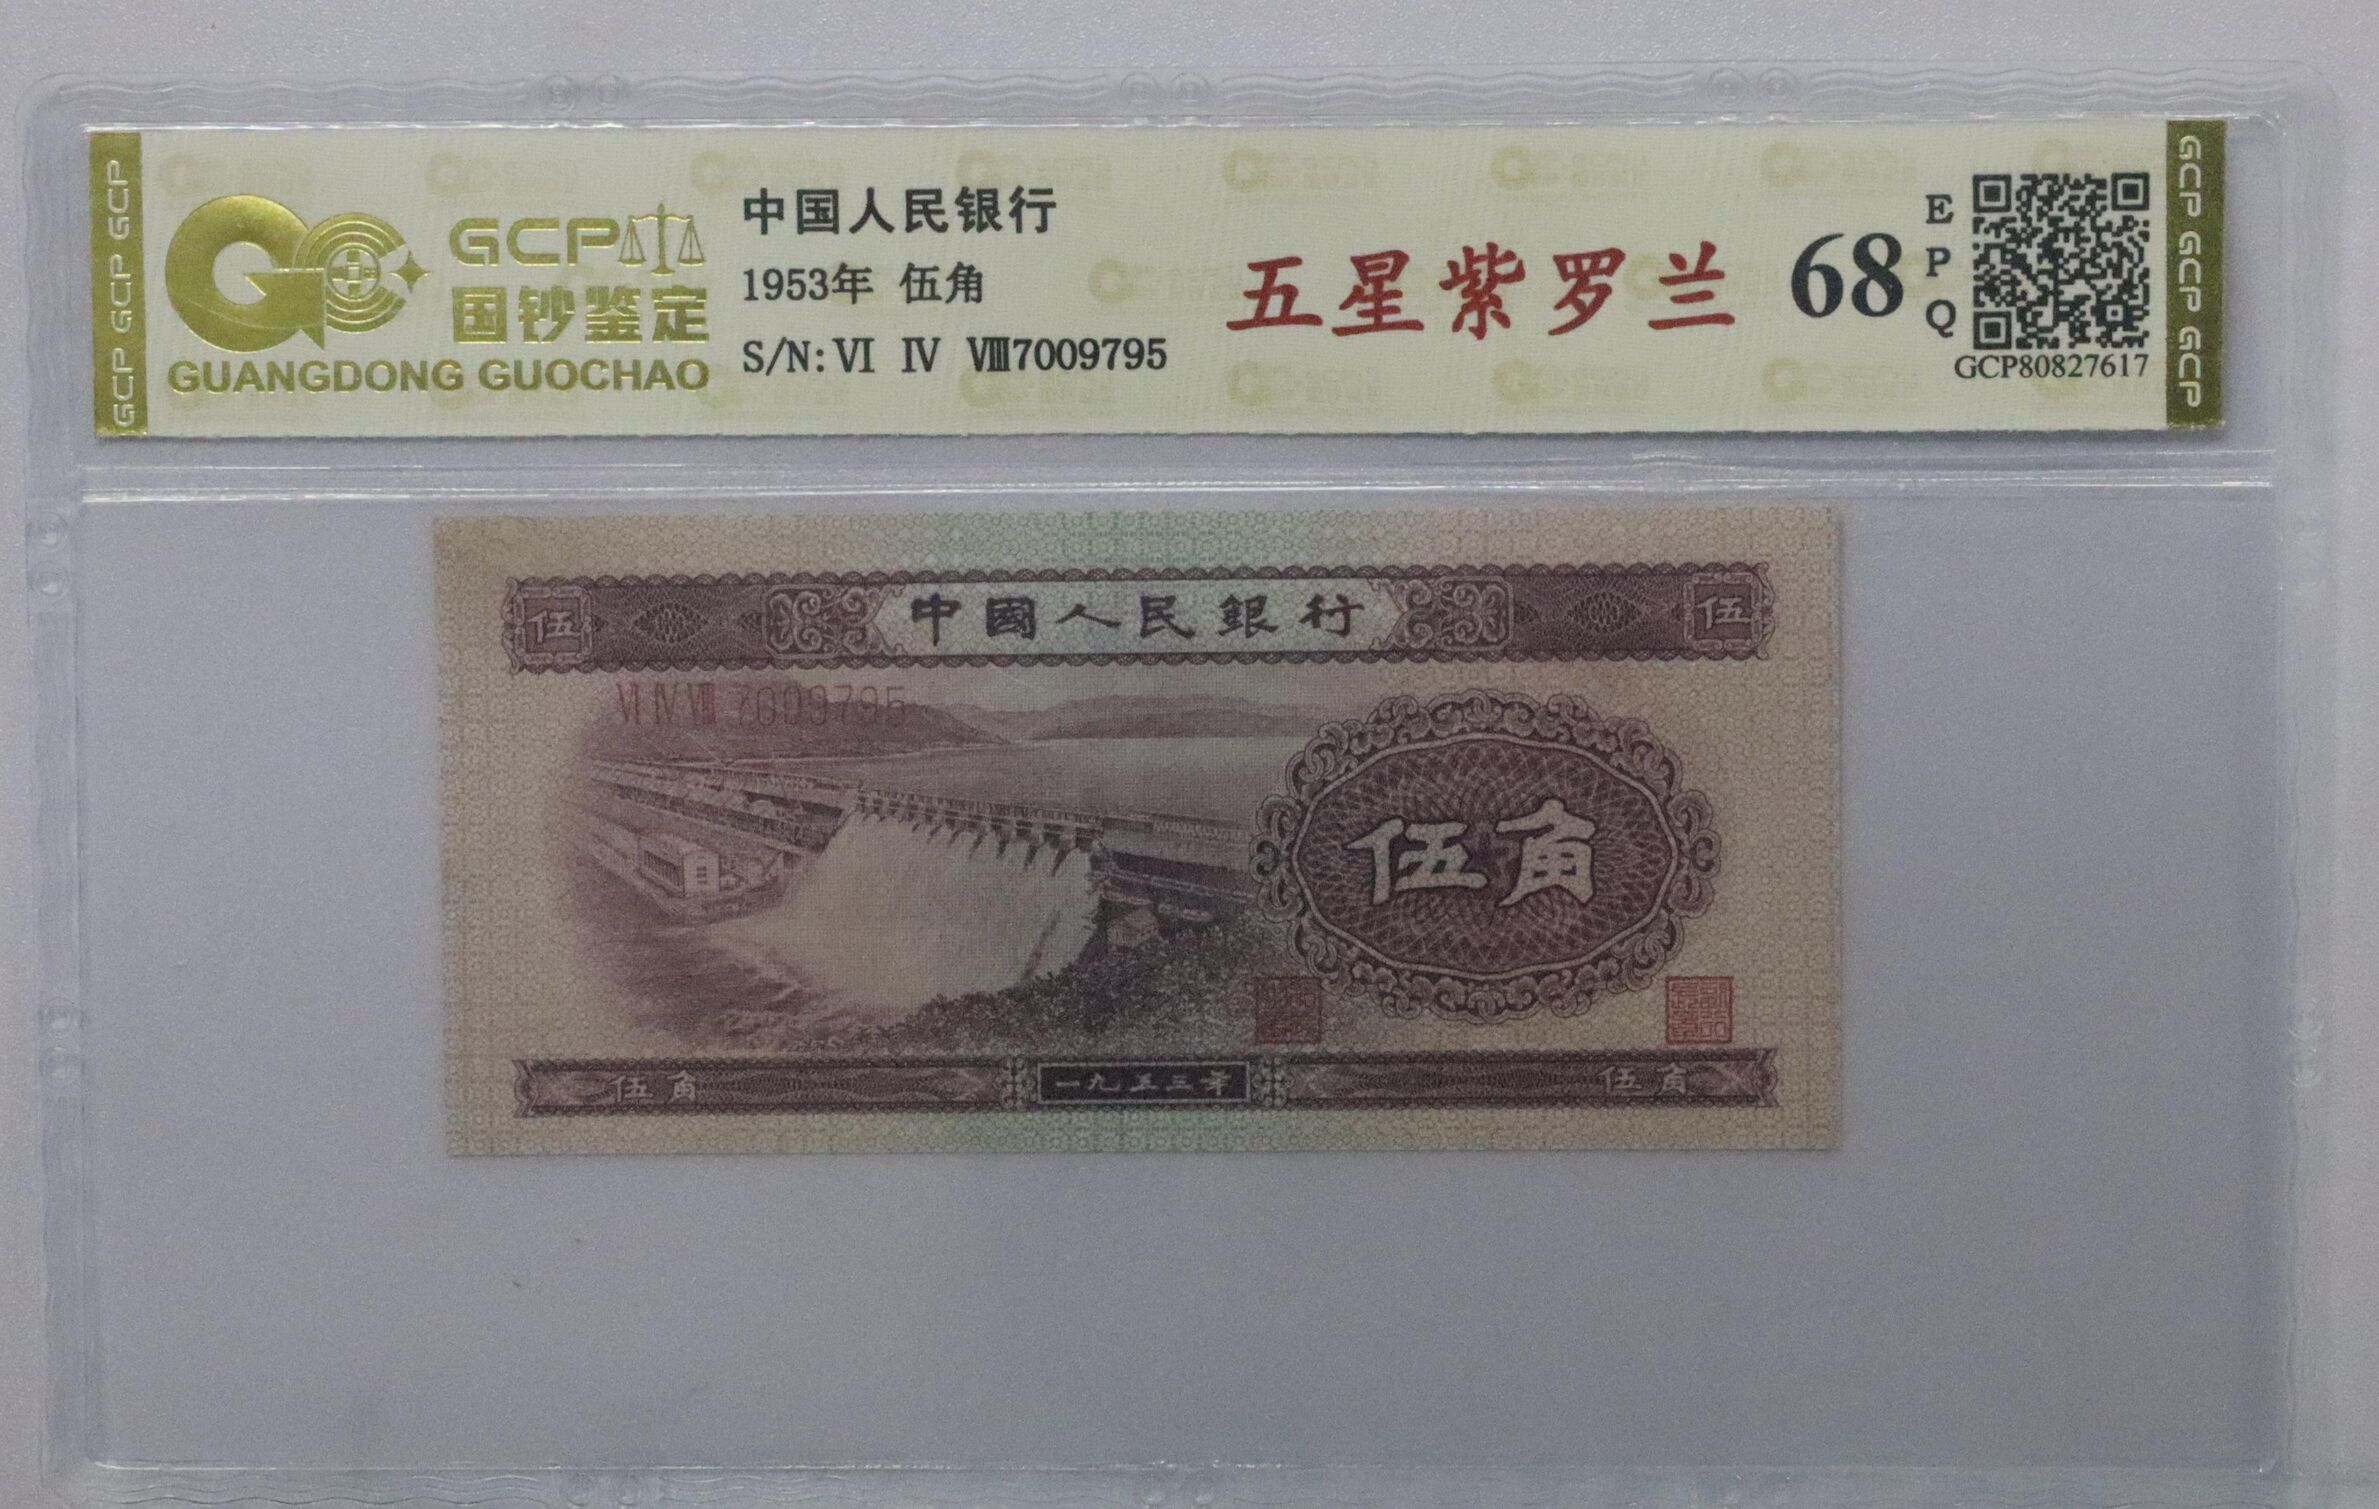 GCP GCP GCP
GCP
国钞鉴定
GUANGDONG GUOCHAO
中国人民银行
1953年 伍角
S/N: Ⅵ Ⅳ Ⅷ7009795
五星紫罗兰
68
E
P
Q
GCP80827617
GCP GCP GCP GCP
伍
中國人民銀行
伍
Ⅵ Ⅳ Ⅷ 7009795
伍角
伍角
一九五三年
伍角